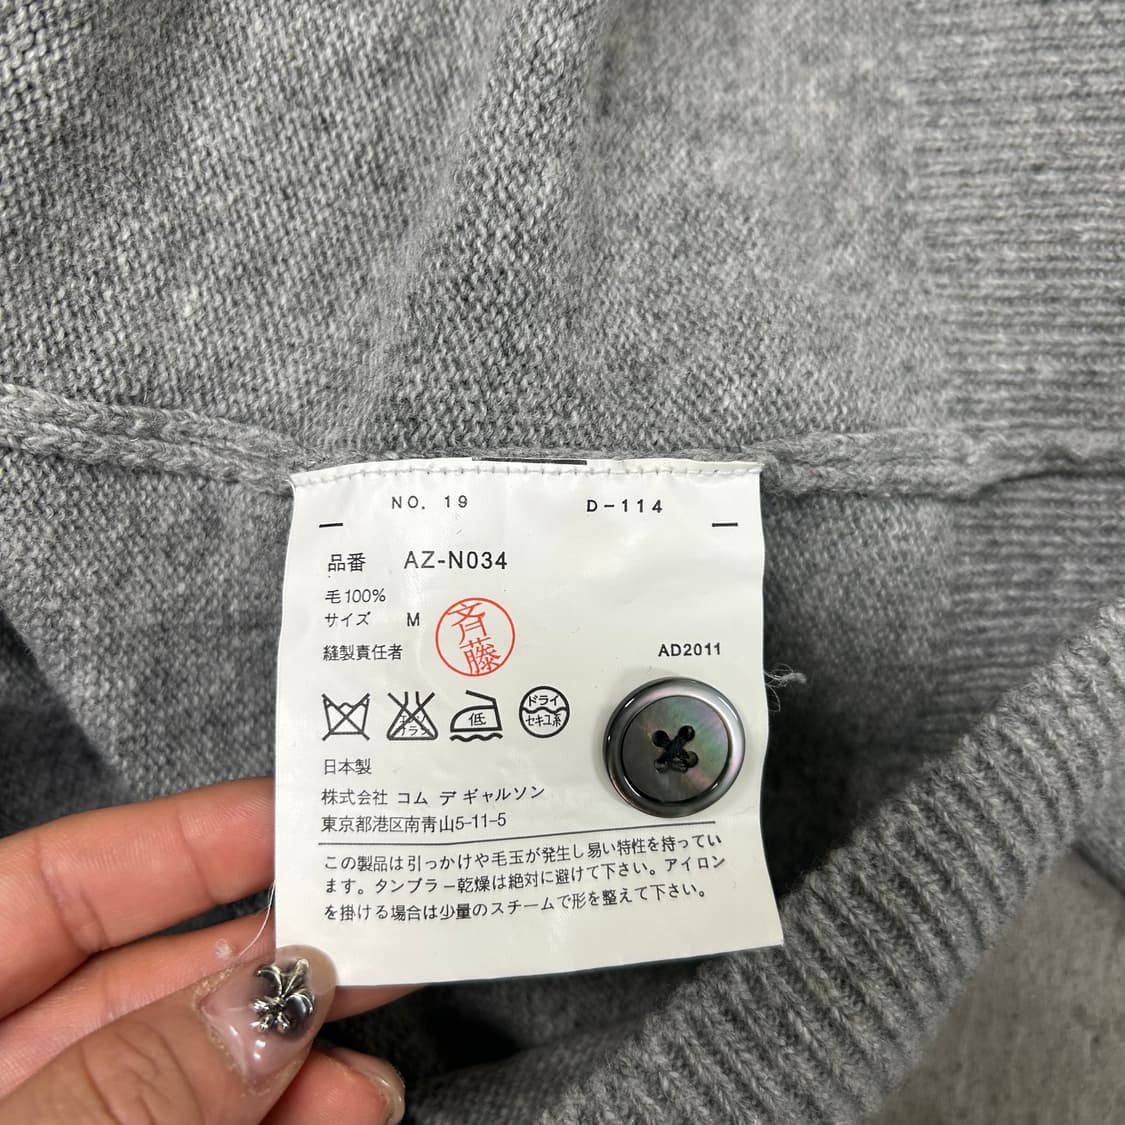 NO. 19 D-114
品番 AZ-N034
毛100%
サイズ M
縫製責任者 斉藤 AD2011
エンソ サラシ 低 ドライ セキユ系
日本製
株式会社 コム デ ギャルソン
東京都港区南青山5-11-5
この製品は引っかけや毛玉が発生し易い特性を持ってい
ます。タンブラー乾燥は絶対に避けて下さい。アイロン
を掛ける場合は少量のスチームで形を整えて下さい。